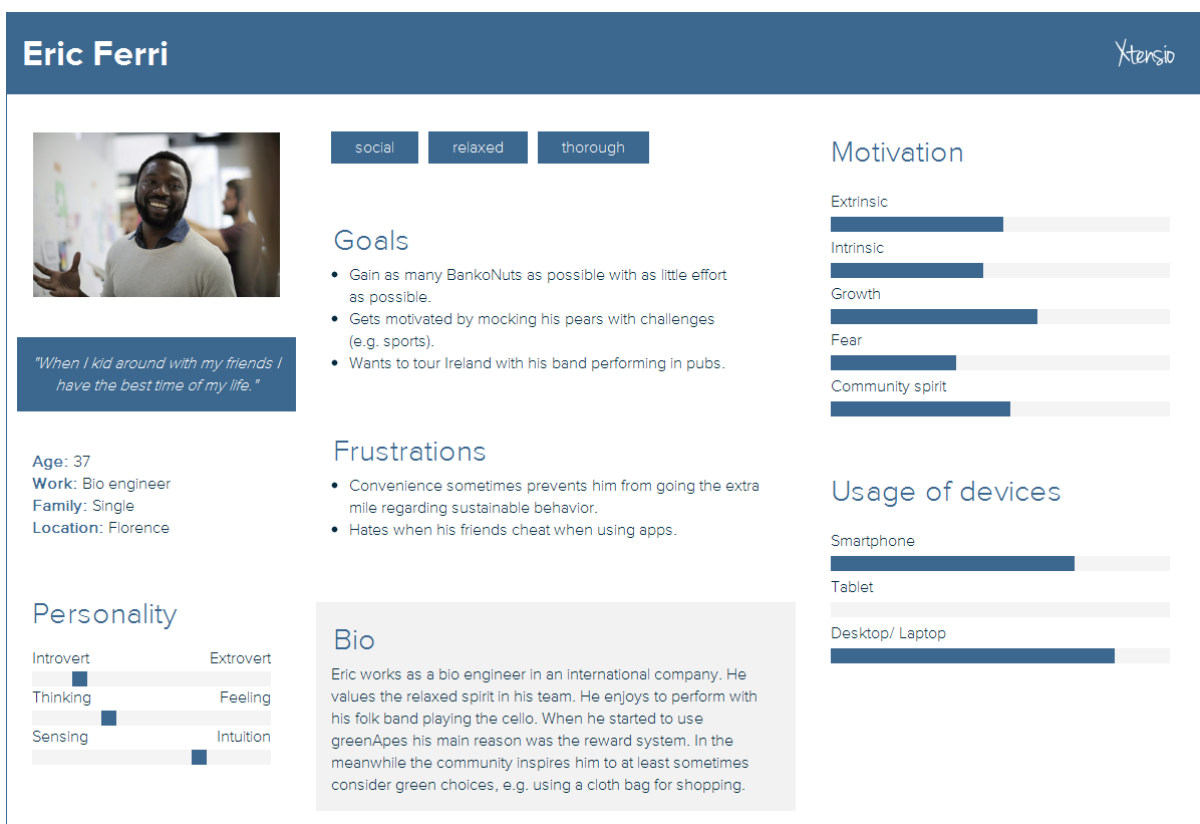 Eric Ferri
Xtensio
social
relaxed
thorough
"When I kid around with my friends I
have the best time of my life."
Age: 37
Work: Bio engineer
Family: Single
Location: Florence
Personality
Introvert Extrovert
Thinking Feeling
Sensing Intuition
Goals
Gain as many BankoNuts as possible with as little effort
as possible.
Gets motivated by mocking his pears with challenges
(e.g. sports).
Wants to tour Ireland with his band performing in pubs.
Frustrations
Convenience sometimes prevents him from going the extra
mile regarding sustainable behavior.
Hates when his friends cheat when using apps.
Bio
Eric works as a bio engineer in an international company. He
values the relaxed spirit in his team. He enjoys to perform with
his folk band playing the cello. When he started to use
greenApes his main reason was the reward system. In the
meanwhile the community inspires him to at least sometimes
consider green choices, e.g. using a cloth bag for shopping.
Motivation
Extrinsic
Intrinsic
Growth
Fear
Community spirit
Usage of devices
Smartphone
Tablet
Desktop/ Laptop